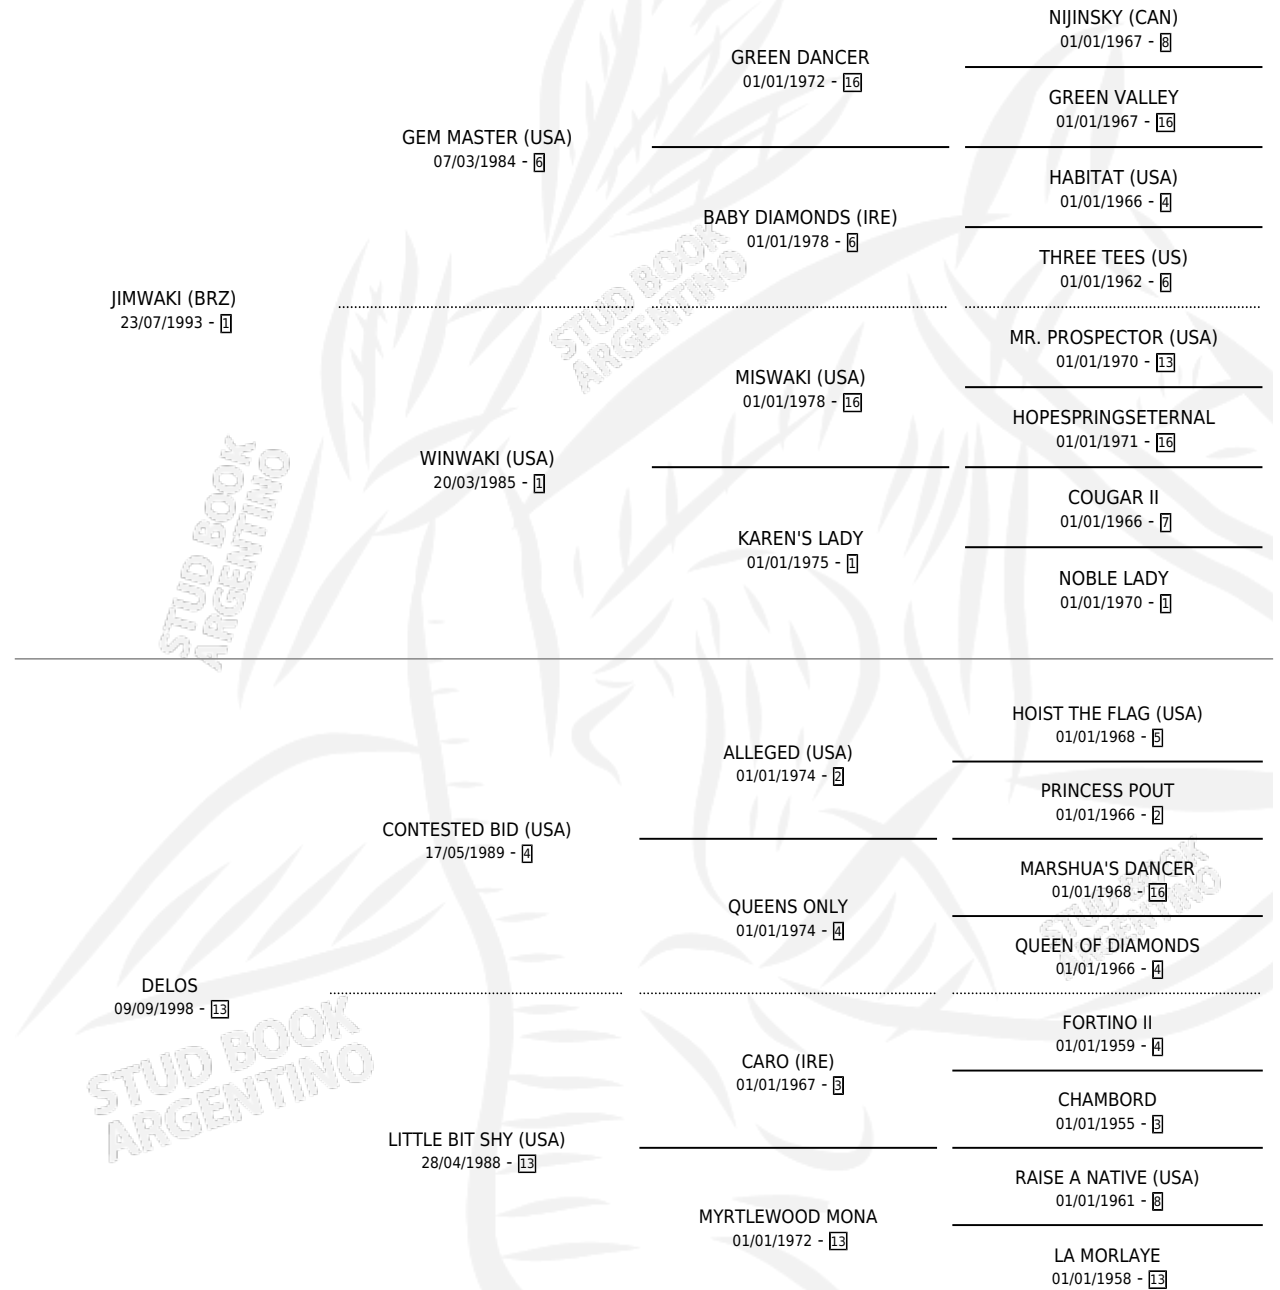 NIJINSKY (CAN)
01/01/1967 - 8
GREEN DANCER
01/01/1972 - 16
GREEN VALLEY
01/01/1967 - 16
GEM MASTER (USA)
07/03/1984 - 6
HABITAT (USA)
01/01/1966 - 4
BABY DIAMONDS (IRE)
01/01/1978 - 6
THREE TEES (US)
01/01/1962 - 6
JIMWAKI (BRZ)
23/07/1993 - 1
STUD BOOK
ARGENTINO
MR. PROSPECTOR (USA)
01/01/1970 - 13
MISWAKI (USA)
01/01/1978 - 16
HOPESPRINGSETERNAL
01/01/1971 - 16
WINWAKI (USA)
20/03/1985 - 1
COUGAR II
01/01/1966 - 7
KAREN'S LADY
01/01/1975 - 1
NOBLE LADY
01/01/1970 - 1
STUD BOOK
ARGENTINO
HOIST THE FLAG (USA)
01/01/1968 - 5
ALLEGED (USA)
01/01/1974 - 2
PRINCESS POUT
01/01/1966 - 2
CONTESTED BID (USA)
17/05/1989 - 4
MARSHUA'S DANCER
01/01/1968 - 16
QUEENS ONLY
01/01/1974 - 4
STUD BOOK
ARGENTINO
QUEEN OF DIAMONDS
01/01/1966 - 4
DELOS
09/09/1998 - 13
STUD BOOK
ARGENTINO
FORTINO II
01/01/1959 - 4
CARO (IRE)
01/01/1967 - 3
CHAMBORD
01/01/1955 - 3
LITTLE BIT SHY (USA)
28/04/1988 - 13
RAISE A NATIVE (USA)
01/01/1961 - 8
MYRTLEWOOD MONA
01/01/1972 - 13
LA MORLAYE
01/01/1958 - 13